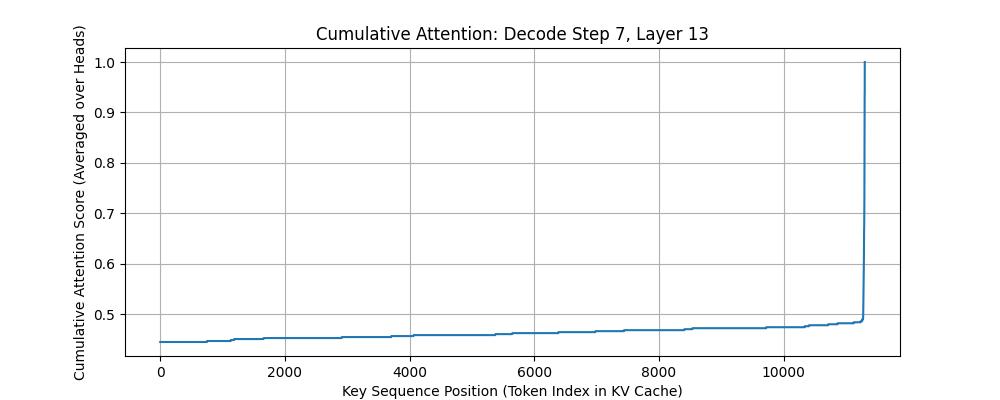 Cumulative Attention: Decode Step 7, Layer 13
Cumulative Attention Score (Averaged over Heads)
1.0
0.9
0.8
0.7
0.6
0.5
0 2000 4000 6000 8000 10000
Key Sequence Position (Token Index in KV Cache)